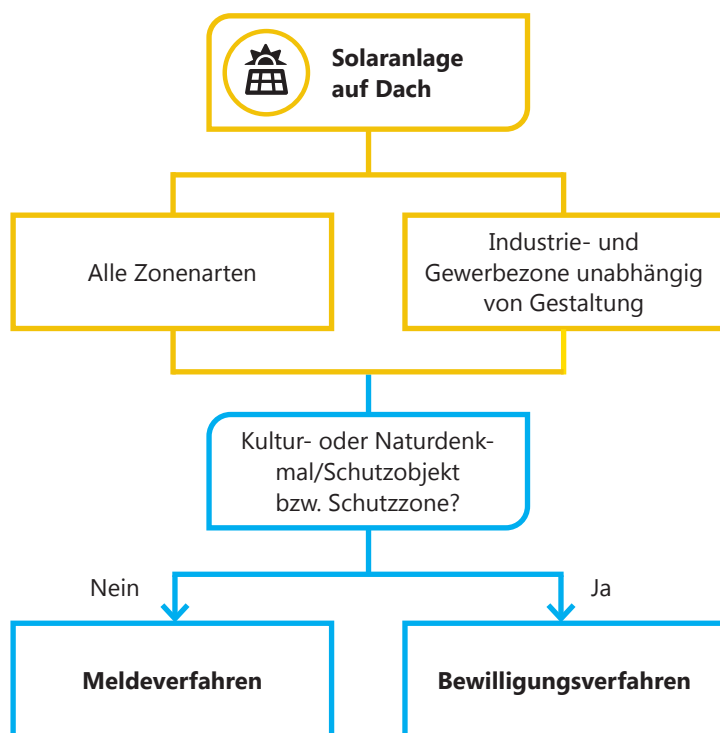 Solaranlage
auf Dach
Alle Zonenarten
Industrie- und
Gewerbezone unabhängig
von Gestaltung
Kultur- oder Naturdenk-
mal/Schutzobjekt
bzw. Schutzzone?
Nein
Ja
Meldeverfahren
Bewilligungsverfahren